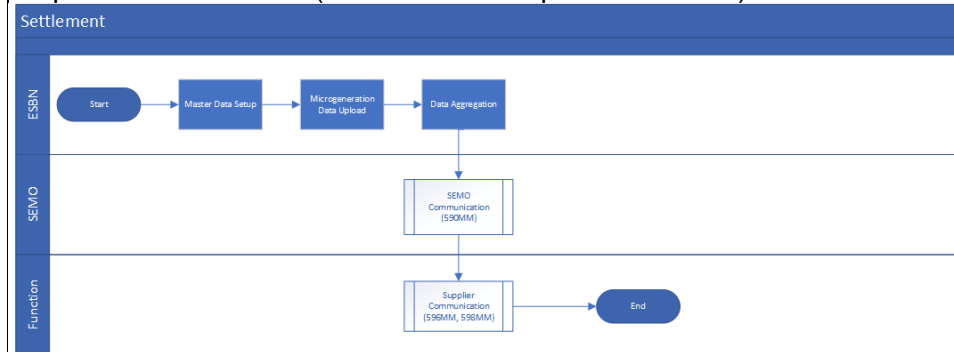 Settlement
ESBN
Start
Master Data Setup
Microgeneration
Data Upload
Data Aggregation
SEMO
SEMO
Communication
(590MM)
Function
Supplier
Communication
(596MM, 598MM)
End